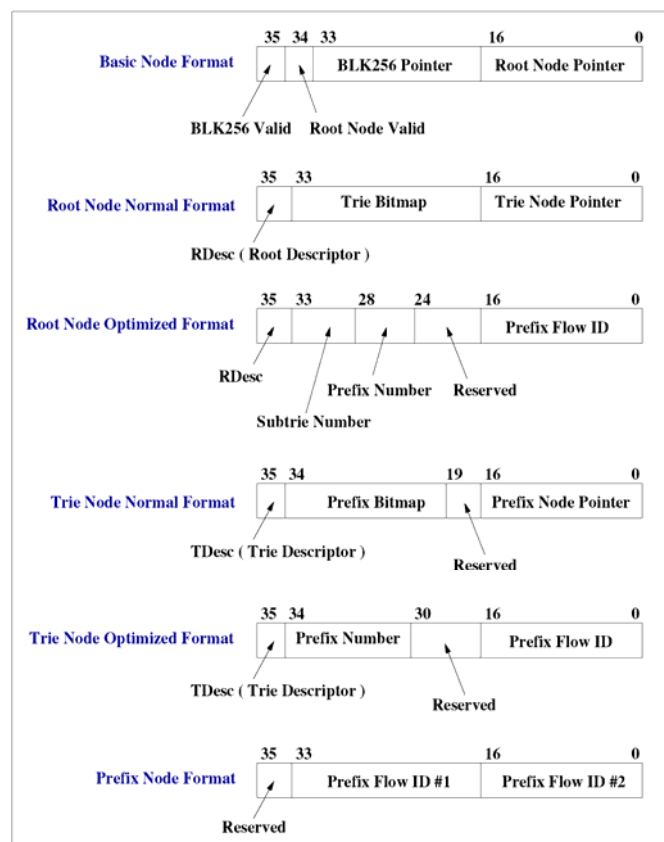 35 34 33 16 0
Basic Node Format BLK256 Pointer Root Node Pointer
BLK256 Valid Root Node Valid
35 33 16 0
Root Node Normal Format Trie Bitmap Trie Node Pointer
RDesc ( Root Descriptor )
35 33 28 24 16 0
Root Node Optimized Format Prefix Flow ID
RDesc Prefix Number Reserved
Subtrie Number
35 34 19 16 0
Trie Node Normal Format Prefix Bitmap Prefix Node Pointer
TDesc ( Trie Descriptor ) Reserved
35 34 30 16 0
Trie Node Optimized Format Prefix Number Prefix Flow ID
TDesc ( Trie Descriptor ) Reserved
35 33 16 0
Prefix Node Format Prefix Flow ID #1 Prefix Flow ID #2
Reserved